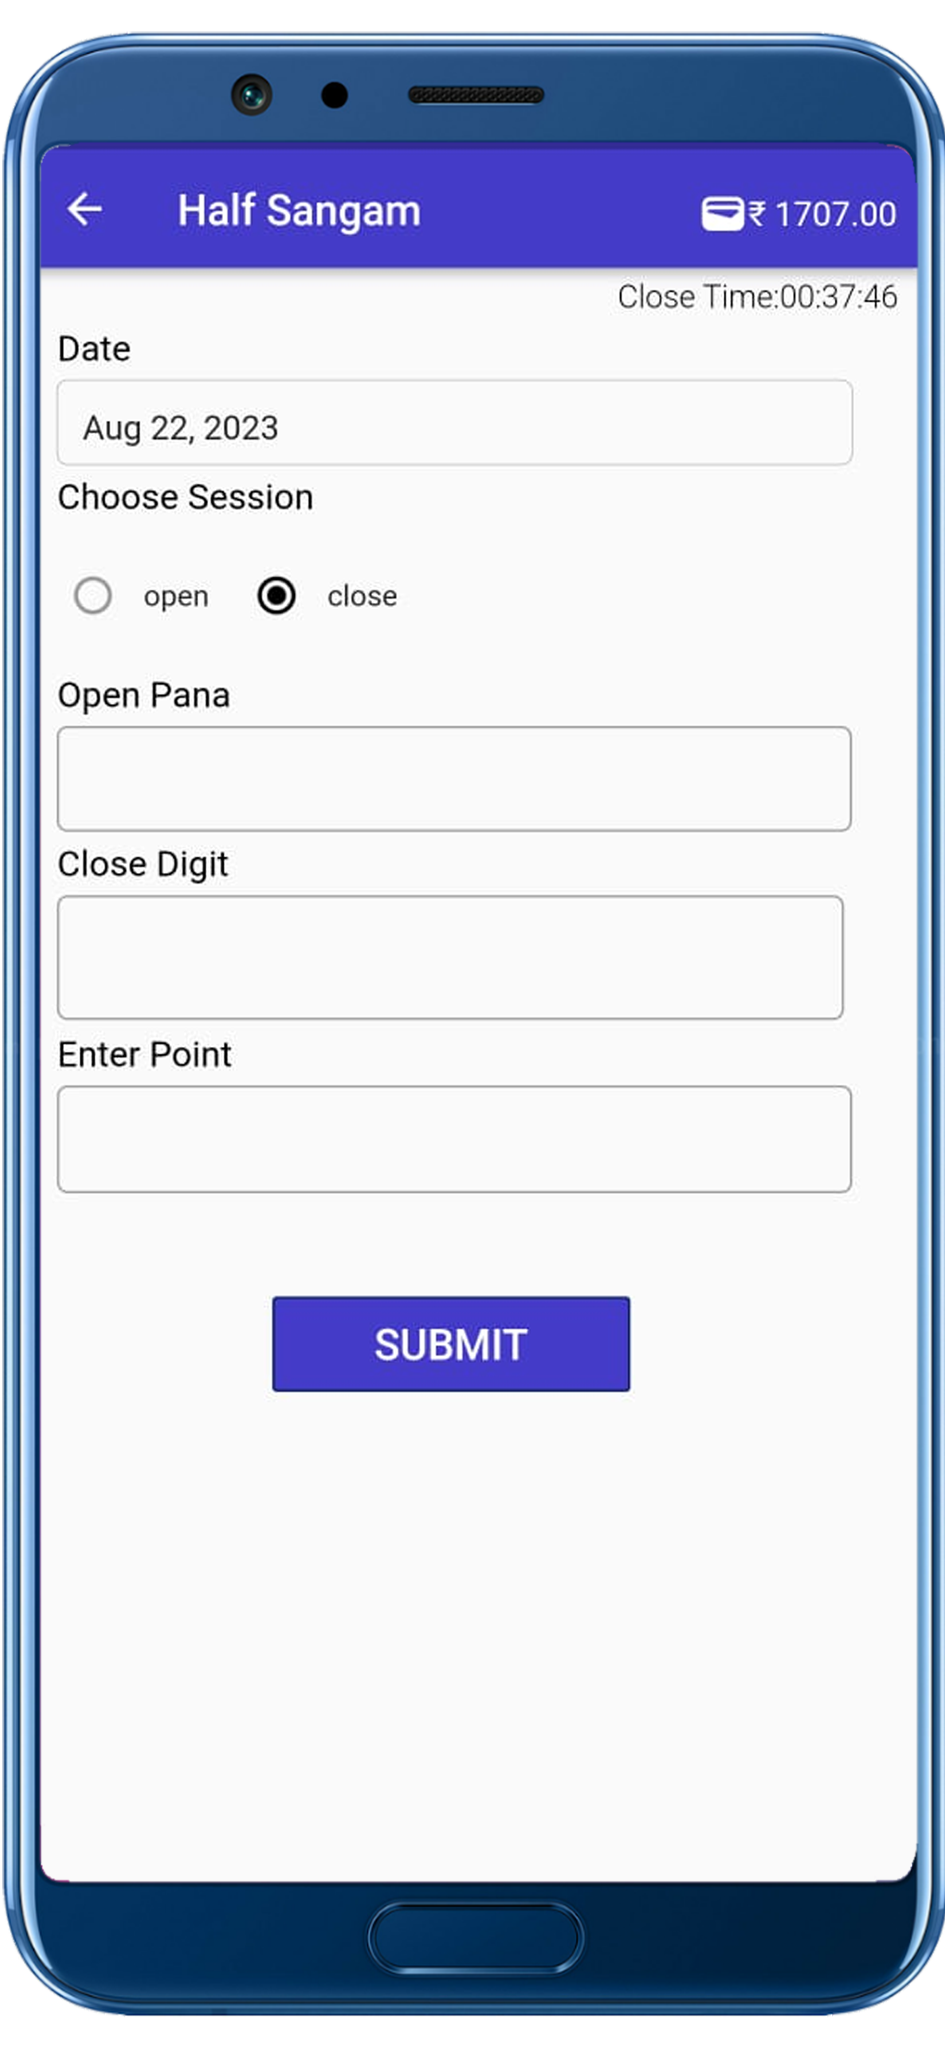 Half Sangam ₹ 1707.00
Close Time:00:37:46
Date
Aug 22, 2023
Choose Session
open close
Open Pana
Close Digit
Enter Point
SUBMIT